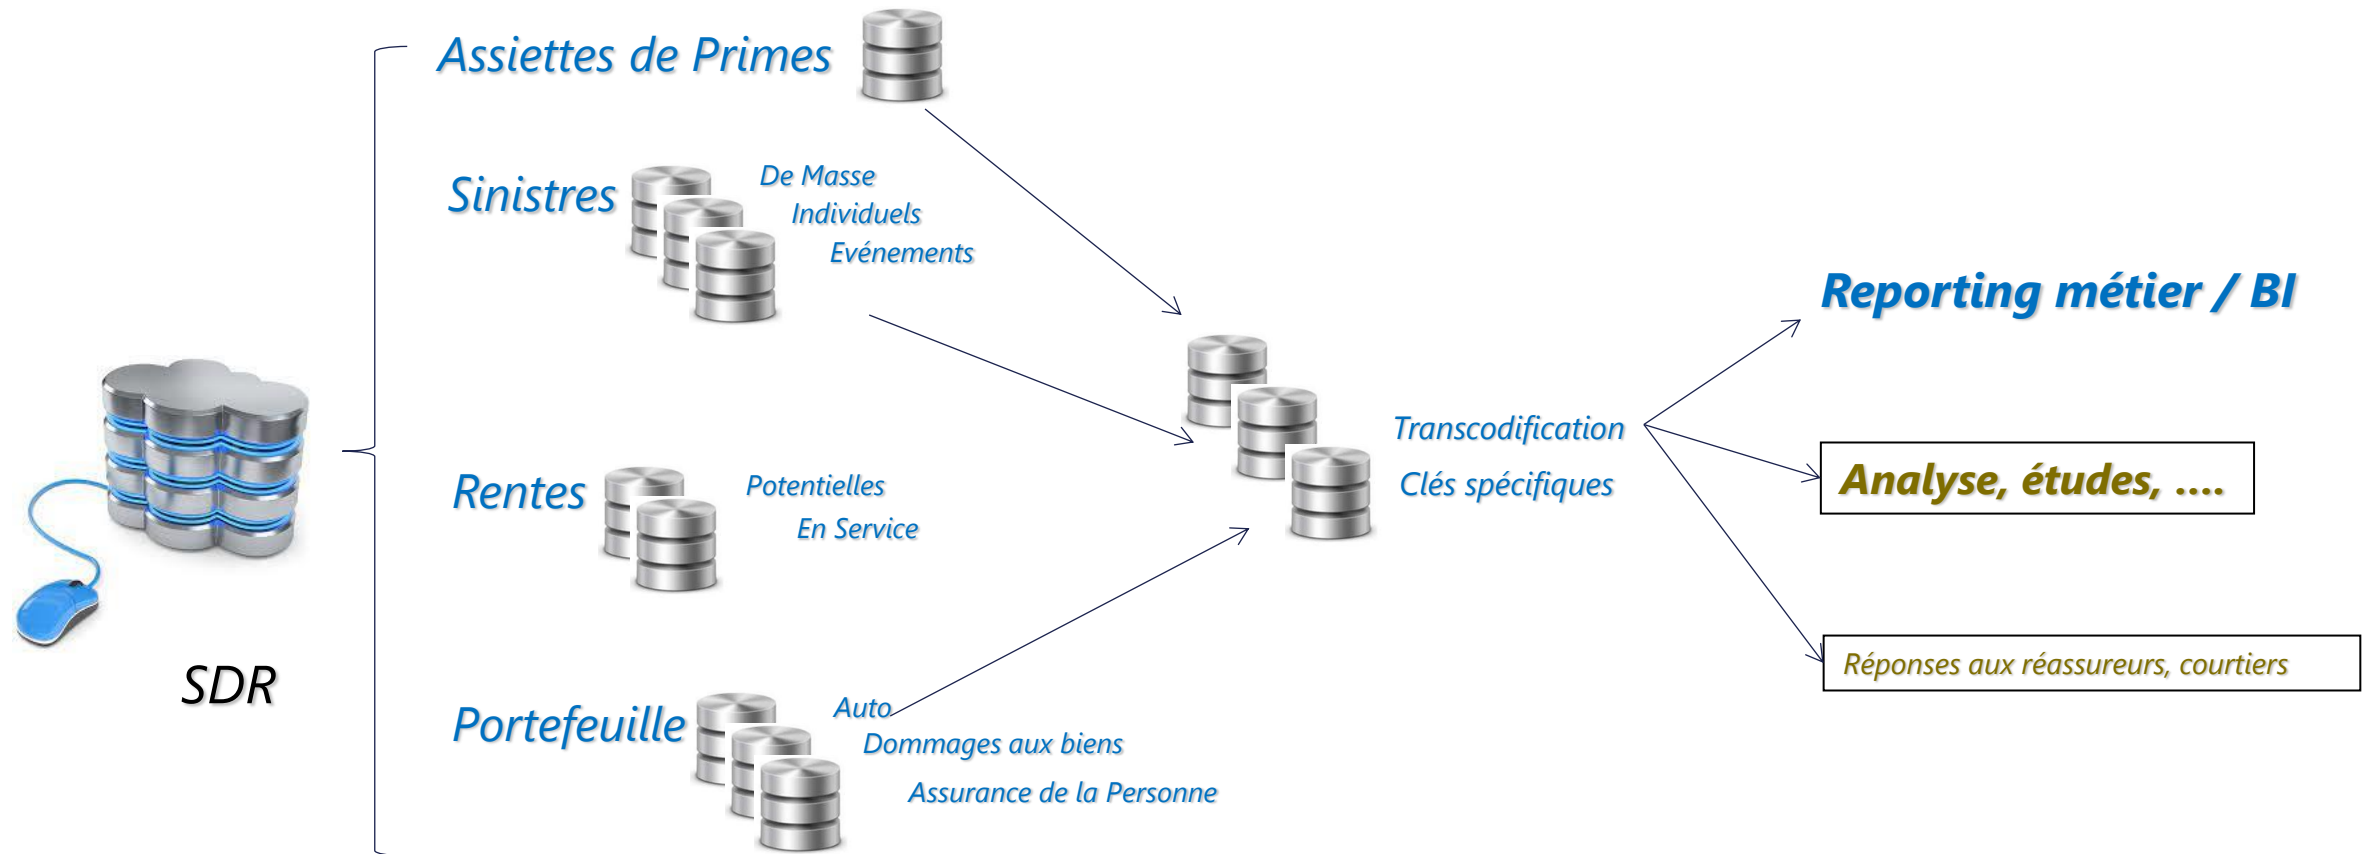 Assiettes de Primes
Sinistres
De Masse
Individuels
Evénements
Rentes
Potentielles
En Service
Portefeuille
Auto
Dommages aux biens
Assurance de la Personne
SDR
Transcodification
Clés spécifiques
Reporting métier / BI
Analyse, études, ....
Réponses aux réassureurs, courtiers